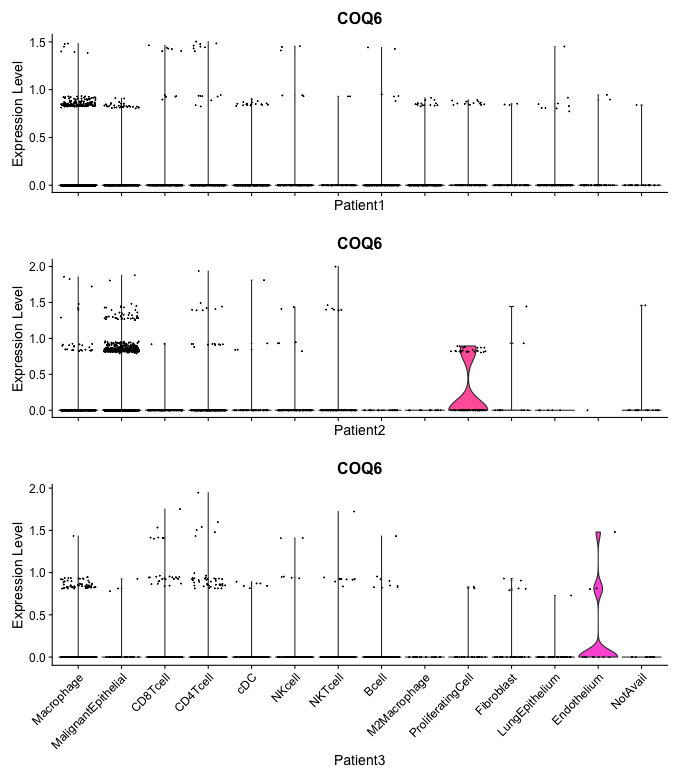 COQ6
Expression Level
1.5
1.0
0.5
0.0
Patient1
COQ6
Expression Level
2.0
1.5
1.0
0.5
0.0
Patient2
COQ6
Expression Level
2.0
1.5
1.0
0.5
0.0
Macrophage
MalignantEpithelial
CD8Tcell
CD4Tcell
cDC
NKcell
NKTcell
Bcell
M2Macrophage
ProliferatingCell
Fibroblast
LungEpithelium
Endothelium
NotAvail
Patient3